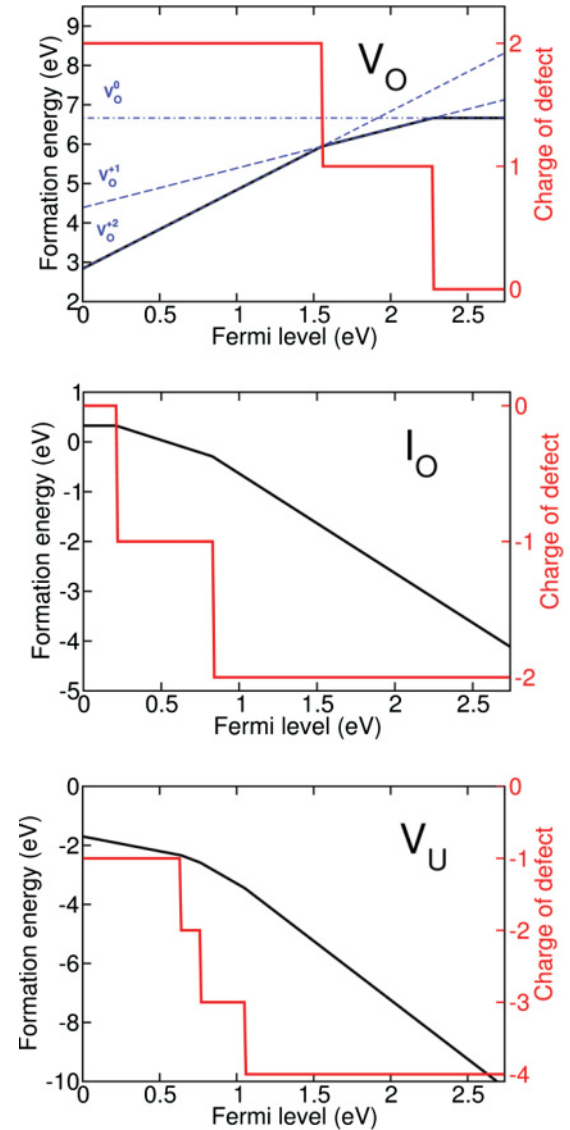 9
8
7
6
5
4
3
2
Formation energy (eV)
V_O
V_O^0
V_O^{+1}
V_O^{+2}
2
1
0
Charge of defect
0 0.5 1 1.5 2 2.5
Fermi level (eV)
1
0
-1
-2
-3
-4
-5
Formation energy (eV)
I_O
0
-1
-2
Charge of defect
0 0.5 1 1.5 2 2.5
Fermi level (eV)
0
-2
-4
-6
-8
-10
Formation energy (eV)
V_U
0
-1
-2
-3
-4
Charge of defect
0 0.5 1 1.5 2 2.5
Fermi level (eV)